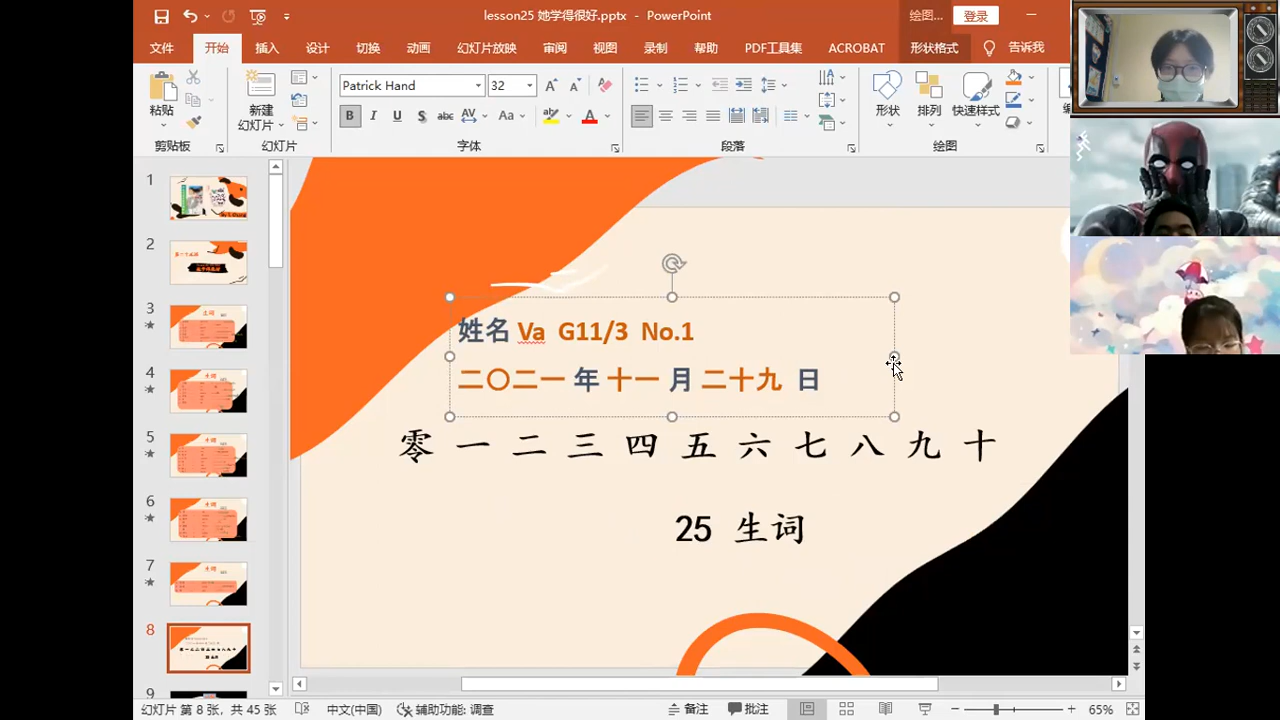 lesson25 她学得很好.pptx - PowerPoint
绘图...
登录
文件 开始 插入 设计 切换 动画 幻灯片放映 审阅 视图 录制 帮助 PDF工具集 ACROBAT 形状格式 告诉我
粘贴
新建
幻灯片
Patrick Hand 32
B I U S abc AV Aa A
形状 排列 快速样式
剪贴板 幻灯片 字体 段落 绘图
1
2
3
4
5
6
7
8
9
姓名 Va G11/3 No.1
二〇二一 年 十一 月 二十九 日
零 一 二 三 四 五 六 七 八 九 十
25 生词
幻灯片 第 8 张，共 45 张 中文(中国) 辅助功能: 调查 备注 批注 65%